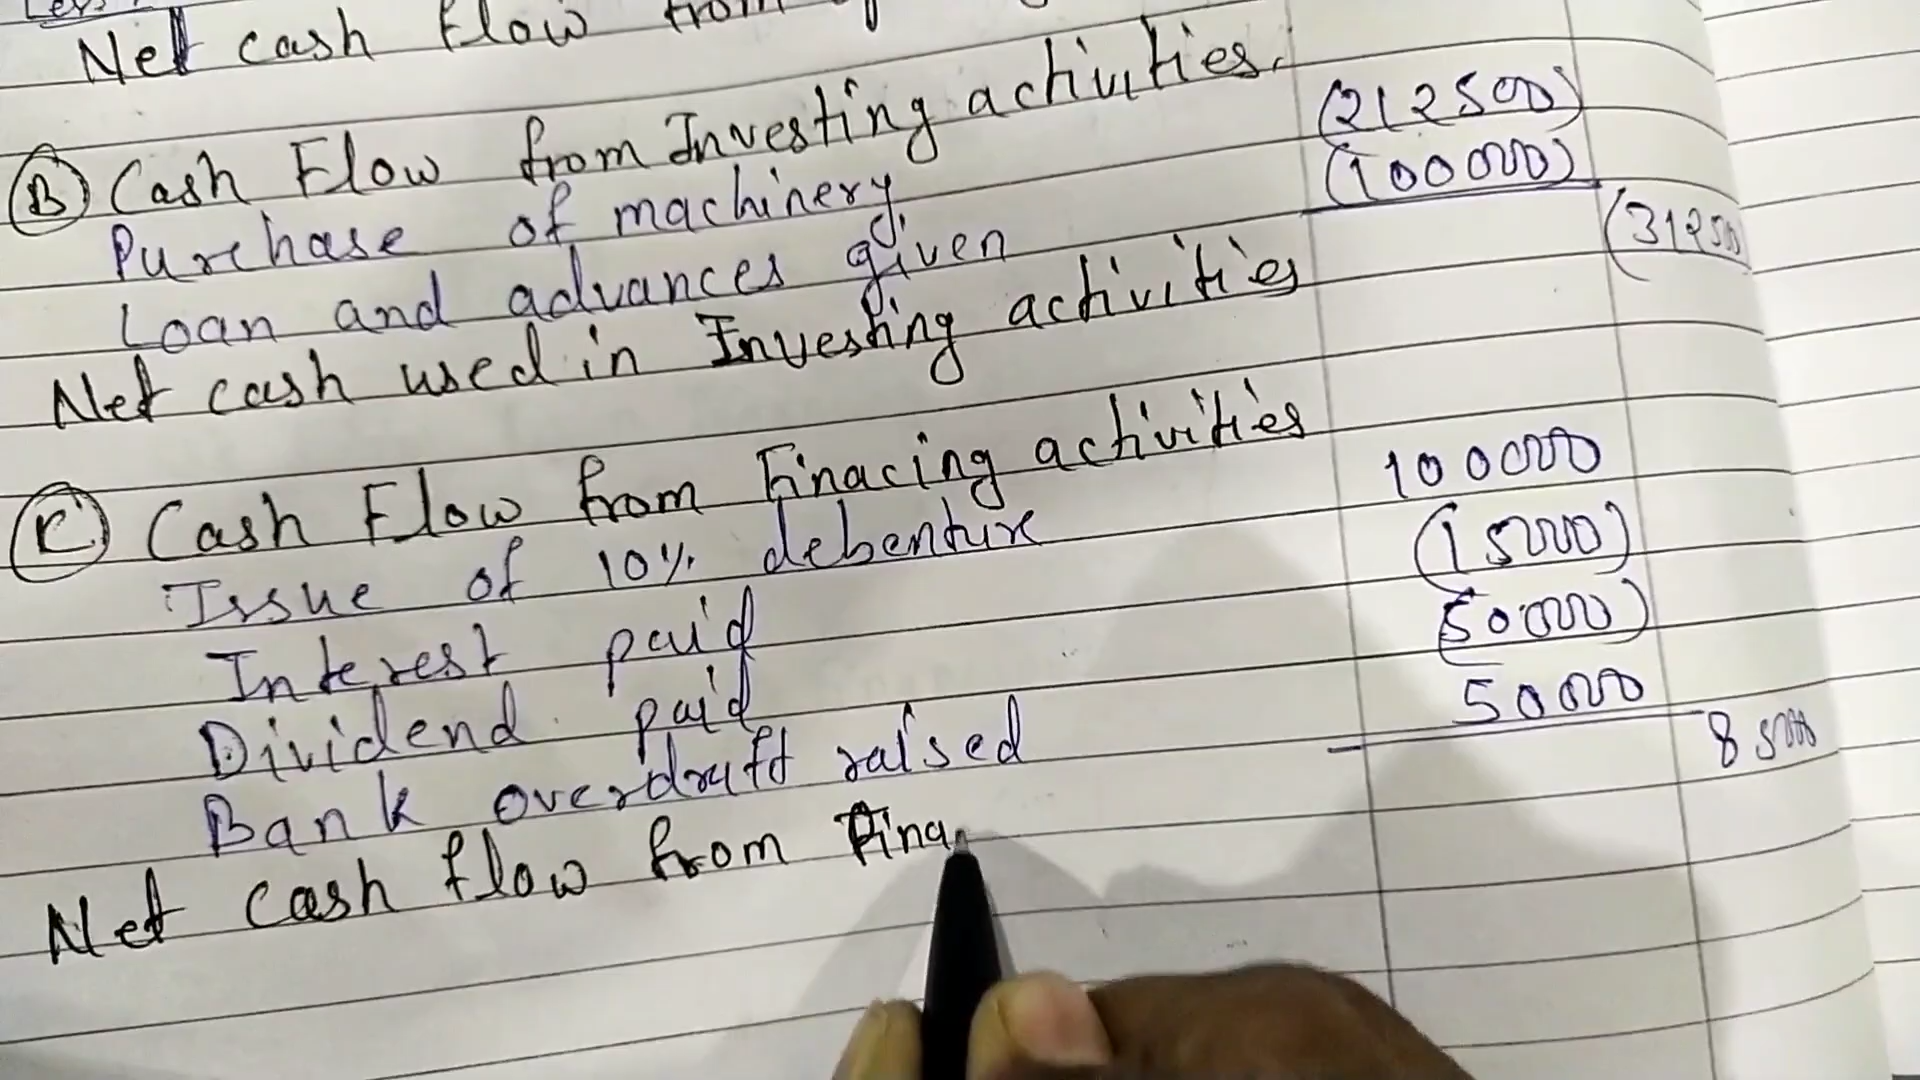 Net cash flow from
Ⓑ Cash Flow from Investing activities.
Purchase of machinery (212500)
Loan and advances given (100000)
Net cash used in Investing activities (312500)
Ⓒ Cash Flow from Finacing activities
Issue of 10% debenture 100000
Interest paid (15000)
Dividend paid (50000)
Bank overdraft raised 50000
Net cash flow from Fina 85000